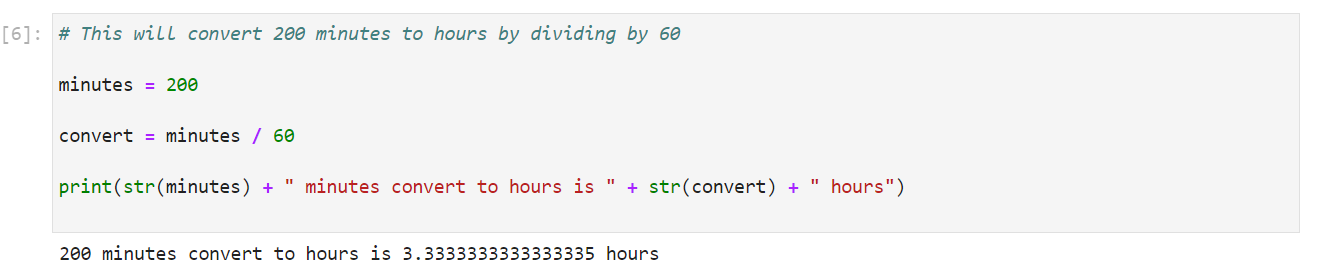 [6]: # This will convert 200 minutes to hours by dividing by 60
minutes = 200
convert = minutes / 60
print(str(minutes) + " minutes convert to hours is " + str(convert) + " hours")
200 minutes convert to hours is 3.3333333333333335 hours